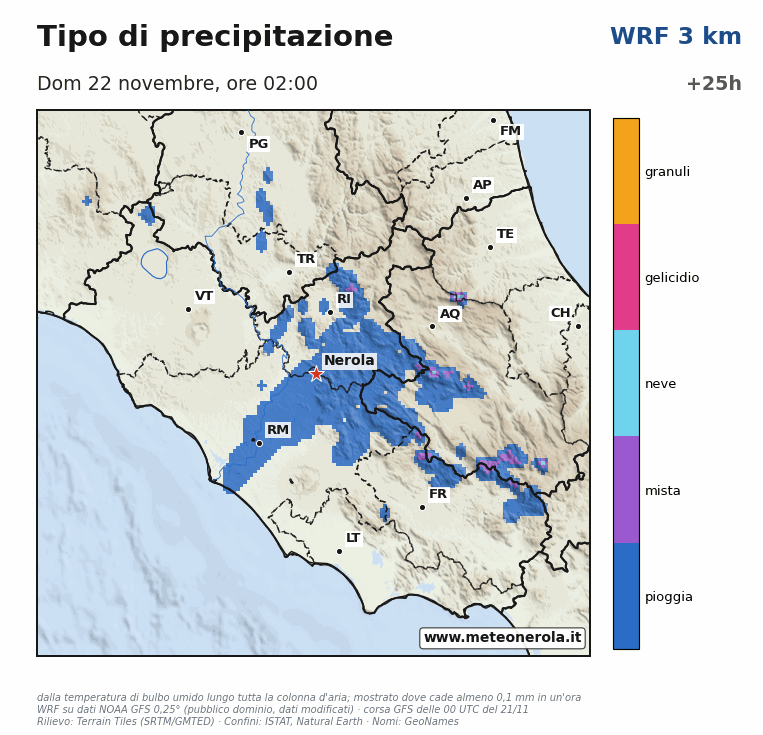 Tipo di precipitazione
WRF 3 km
Dom 22 novembre, ore 02:00
+25h
FM
PG
AP
TE
TR
VT
RI
AQ
CH
Nerola
RM
FR
LT
www.meteonerola.it
granuli
gelicidio
neve
mista
pioggia
dalla temperatura di bulbo umido lungo tutta la colonna d'aria; mostrato dove cade almeno 0,1 mm in un'ora
WRF su dati NOAA GFS 0,25° (pubblico dominio, dati modificati) · corsa GFS delle 00 UTC del 21/11
Rilievo: Terrain Tiles (SRTM/GMTED) · Confini: ISTAT, Natural Earth · Nomi: GeoNames